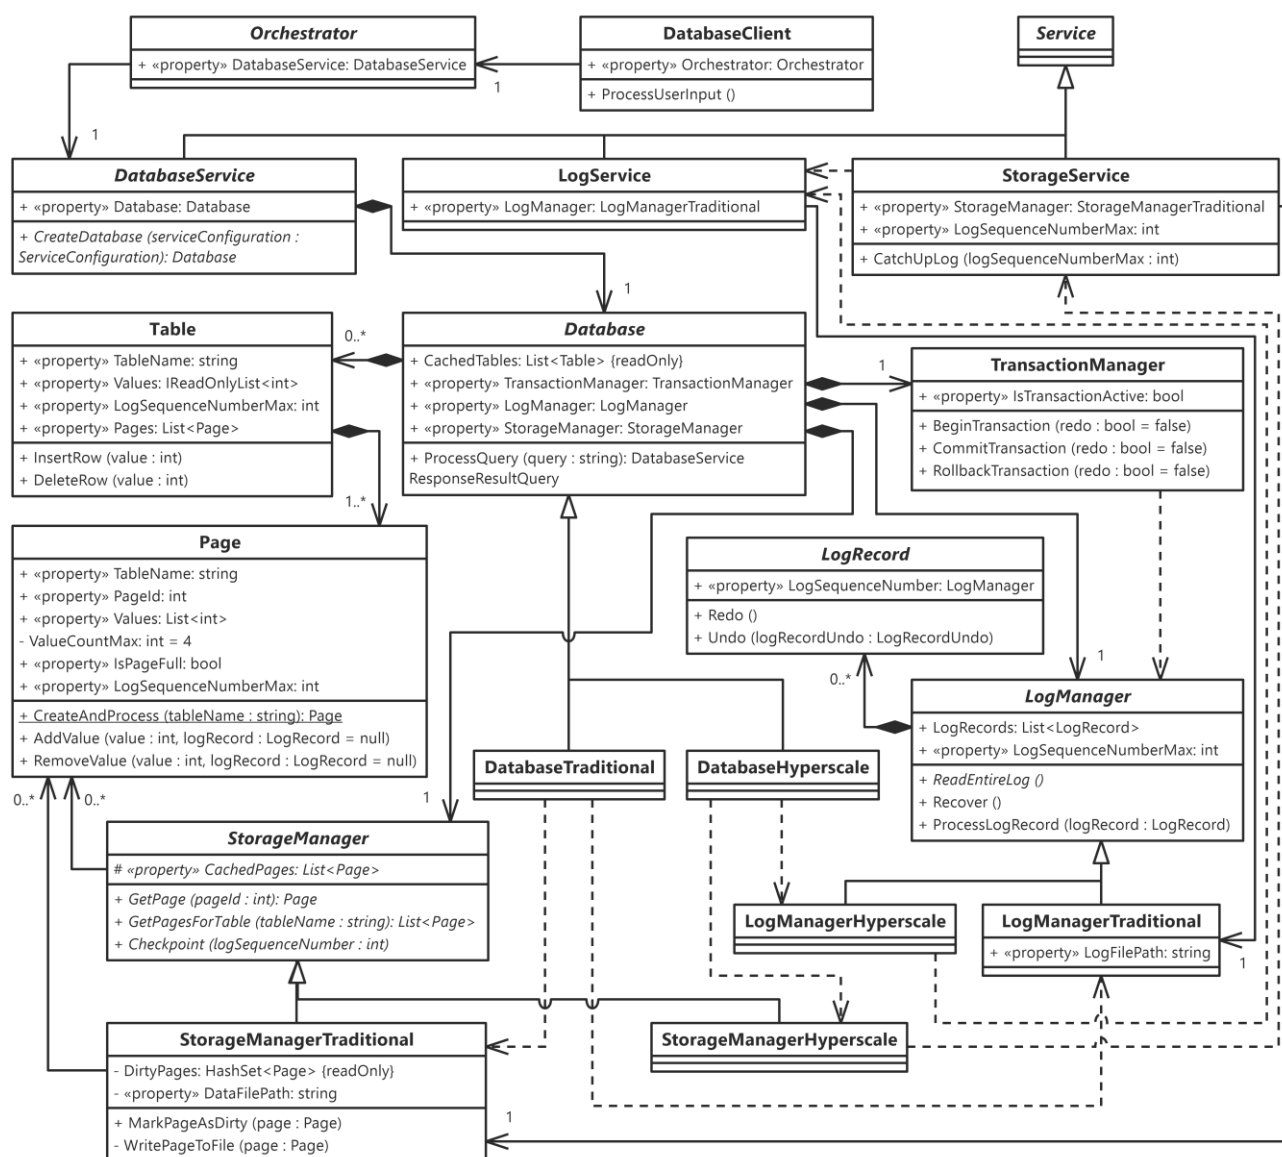 Orchestrator
+ «property» DatabaseService: DatabaseService
DatabaseClient
+ «property» Orchestrator: Orchestrator
+ ProcessUserInput ()
Service
1
1
DatabaseService
+ «property» Database: Database
+ CreateDatabase (serviceConfiguration :
ServiceConfiguration): Database
LogService
+ «property» LogManager: LogManagerTraditional
StorageService
+ «property» StorageManager: StorageManagerTraditional
+ «property» LogSequenceNumberMax: int
+ CatchUpLog (logSequenceNumberMax : int)
1
Table
+ «property» TableName: string
+ «property» Values: IReadOnlyList<int>
+ «property» LogSequenceNumberMax: int
+ «property» Pages: List<Page>
+ InsertRow (value : int)
+ DeleteRow (value : int)
0..*
Database
+ CachedTables: List<Table> {readOnly}
+ «property» TransactionManager: TransactionManager
+ «property» LogManager: LogManager
+ «property» StorageManager: StorageManager
+ ProcessQuery (query : string): DatabaseService
ResponseResultQuery
1
TransactionManager
+ «property» IsTransactionActive: bool
+ BeginTransaction (redo : bool = false)
+ CommitTransaction (redo : bool = false)
+ RollbackTransaction (redo : bool = false)
1..*
Page
+ «property» TableName: string
+ «property» PageId: int
+ «property» Values: List<int>
- ValueCountMax: int = 4
+ «property» IsPageFull: bool
+ «property» LogSequenceNumberMax: int
+ CreateAndProcess (tableName : string): Page
+ AddValue (value : int, logRecord : LogRecord = null)
+ RemoveValue (value : int, logRecord : LogRecord = null)
LogRecord
+ «property» LogSequenceNumber: LogManager
+ Redo ()
+ Undo (logRecordUndo : LogRecordUndo)
0..*
1
LogManager
+ LogRecords: List<LogRecord>
+ «property» LogSequenceNumberMax: int
+ ReadEntireLog ()
+ Recover ()
+ ProcessLogRecord (logRecord : LogRecord)
DatabaseTraditional
DatabaseHyperscale
0..*
0..*
1
StorageManager
# «property» CachedPages: List<Page>
+ GetPage (pageId : int): Page
+ GetPagesForTable (tableName : string): List<Page>
+ Checkpoint (logSequenceNumber : int)
LogManagerHyperscale
LogManagerTraditional
+ «property» LogFilePath: string
1
StorageManagerTraditional
- DirtyPages: HashSet<Page> {readOnly}
- «property» DataFilePath: string
+ MarkPageAsDirty (page : Page)
- WritePageToFile (page : Page)
StorageManagerHyperscale
1